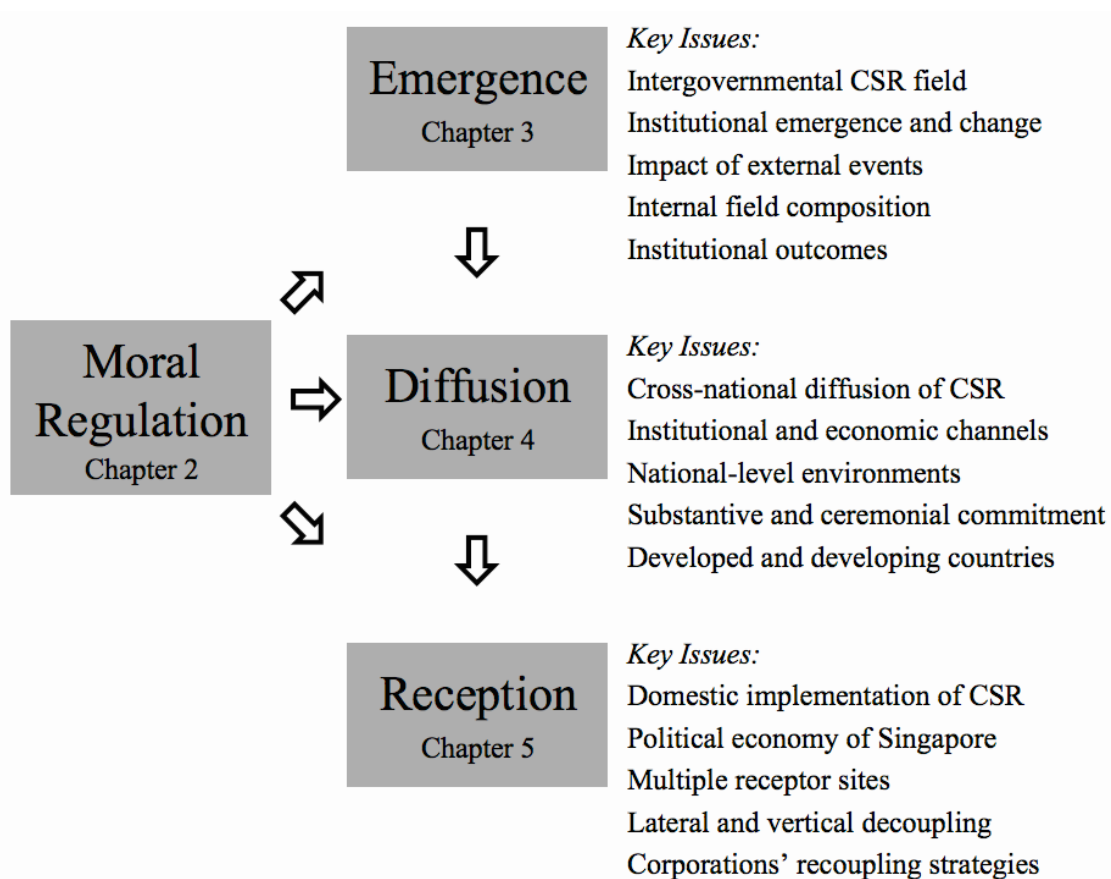 Emergence
Chapter 3
Key Issues:
Intergovernmental CSR field
Institutional emergence and change
Impact of external events
Internal field composition
Institutional outcomes
Moral
Regulation
Chapter 2
Diffusion
Chapter 4
Key Issues:
Cross-national diffusion of CSR
Institutional and economic channels
National-level environments
Substantive and ceremonial commitment
Developed and developing countries
Reception
Chapter 5
Key Issues:
Domestic implementation of CSR
Political economy of Singapore
Multiple receptor sites
Lateral and vertical decoupling
Corporations’ recoupling strategies